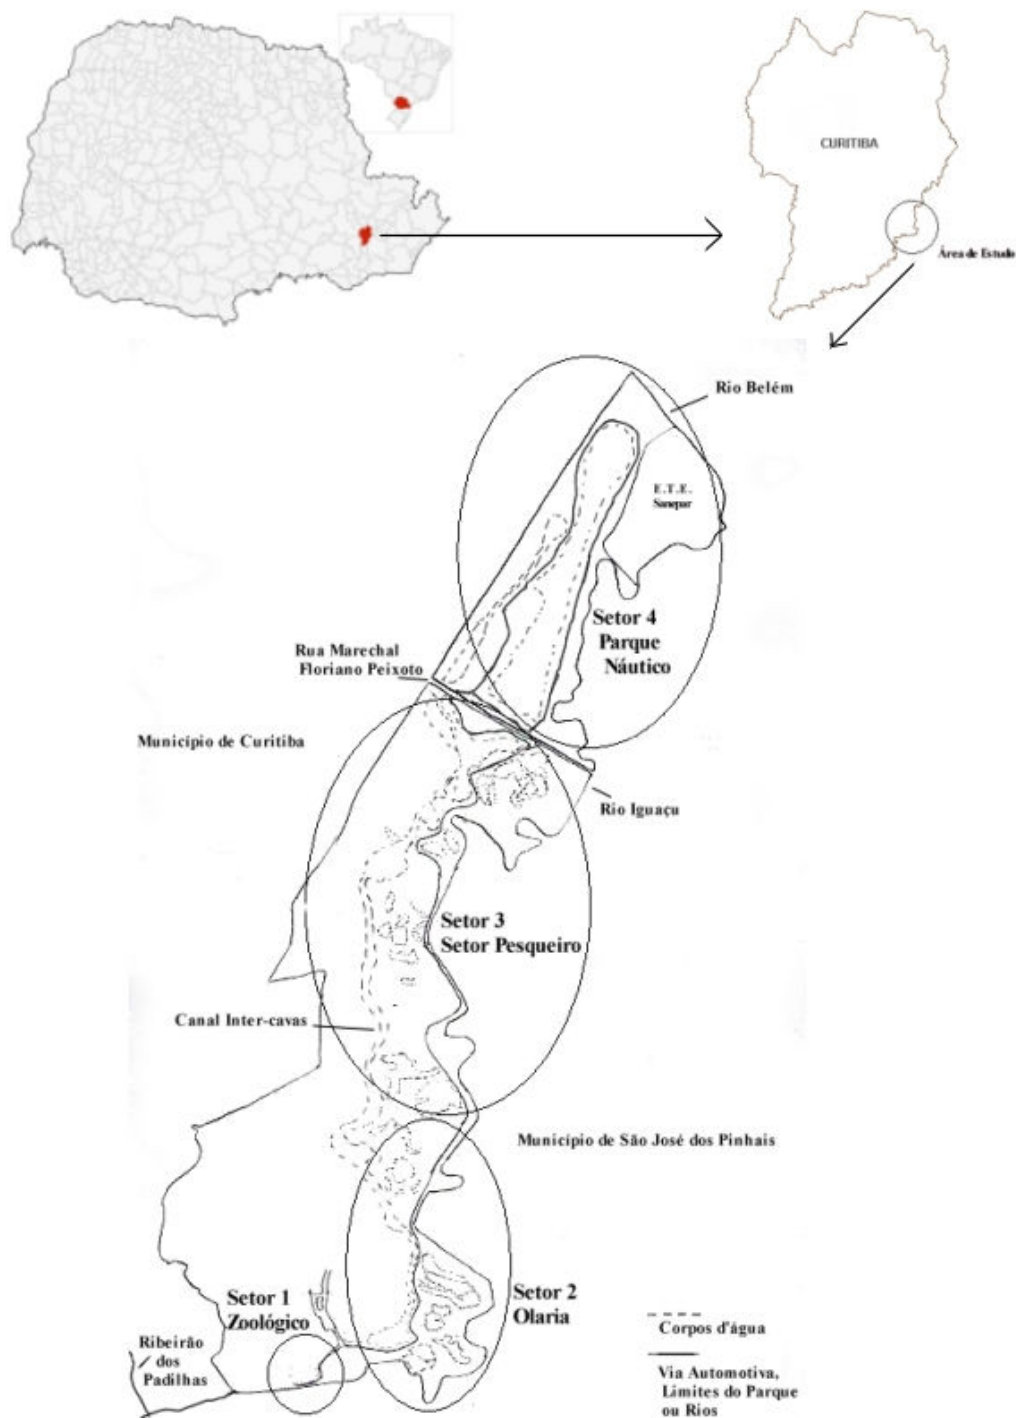 CURITIBA
Área de Estudo
Rio Belém
E.T.E.
Sanepar
Setor 4
Parque
Náutico
Rua Marechal
Floriano Peixoto
Município de Curitiba
Rio Iguaçu
Setor 3
Setor Pesqueiro
Canal Inter-cavas
Município de São José dos Pinhais
Setor 1
Zoológico
Setor 2
Olaria
Ribeirão
dos
Padilhas
Corpos d'água
Via Automotiva,
Limites do Parque
ou Rios